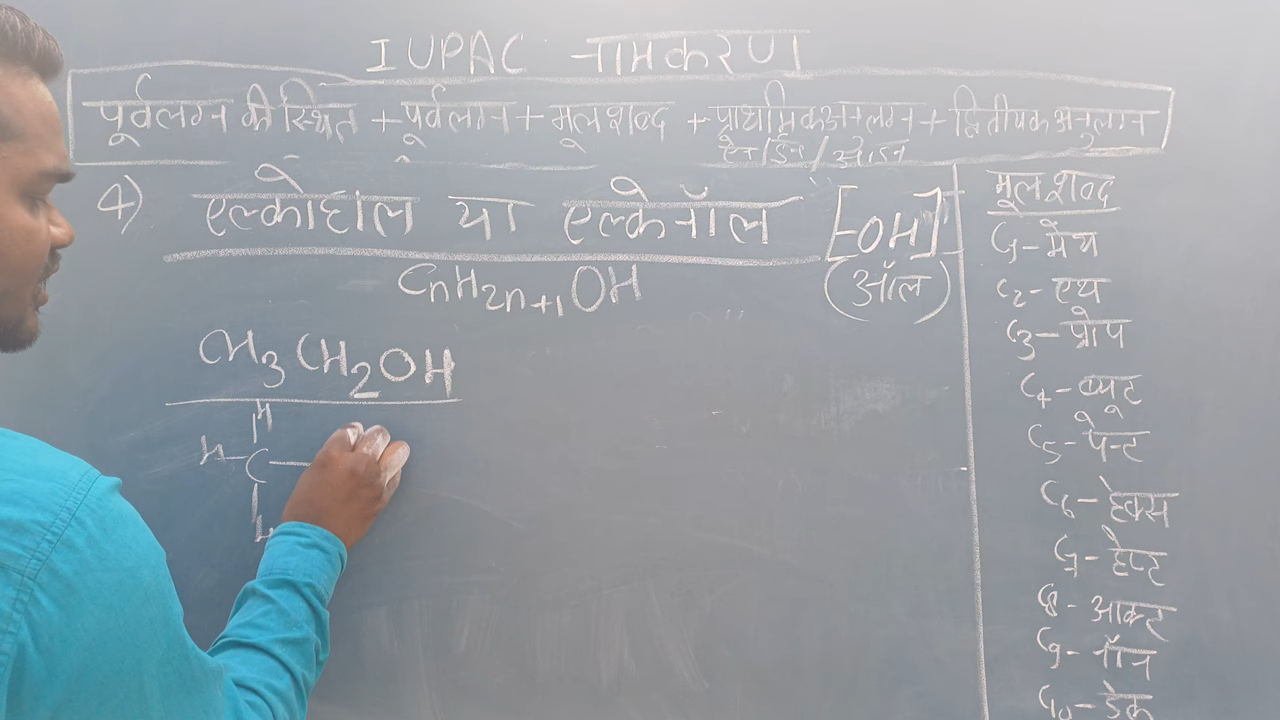 IUPAC नामकरण
पूर्वलग्न की स्थित + पूर्वलग्न + मूलशब्द + प्राथमिक अनुलग्न + द्वितीयक अनुलग्न
ऐन/ईन/ओईन
4) एल्कोहाल या एल्केनॉल [-OH]
CnH2n+1OH (ऑल)
CH3CH2OH
H
H-C-
मूलशब्द
C1-मेथ
C2-एथ
C3-प्रोप
C4-ब्यूट
C5-पेन्ट
C6-हेक्स
C7-हेप्ट
C8-आक्ट
C9-नॉन
C10-डेक